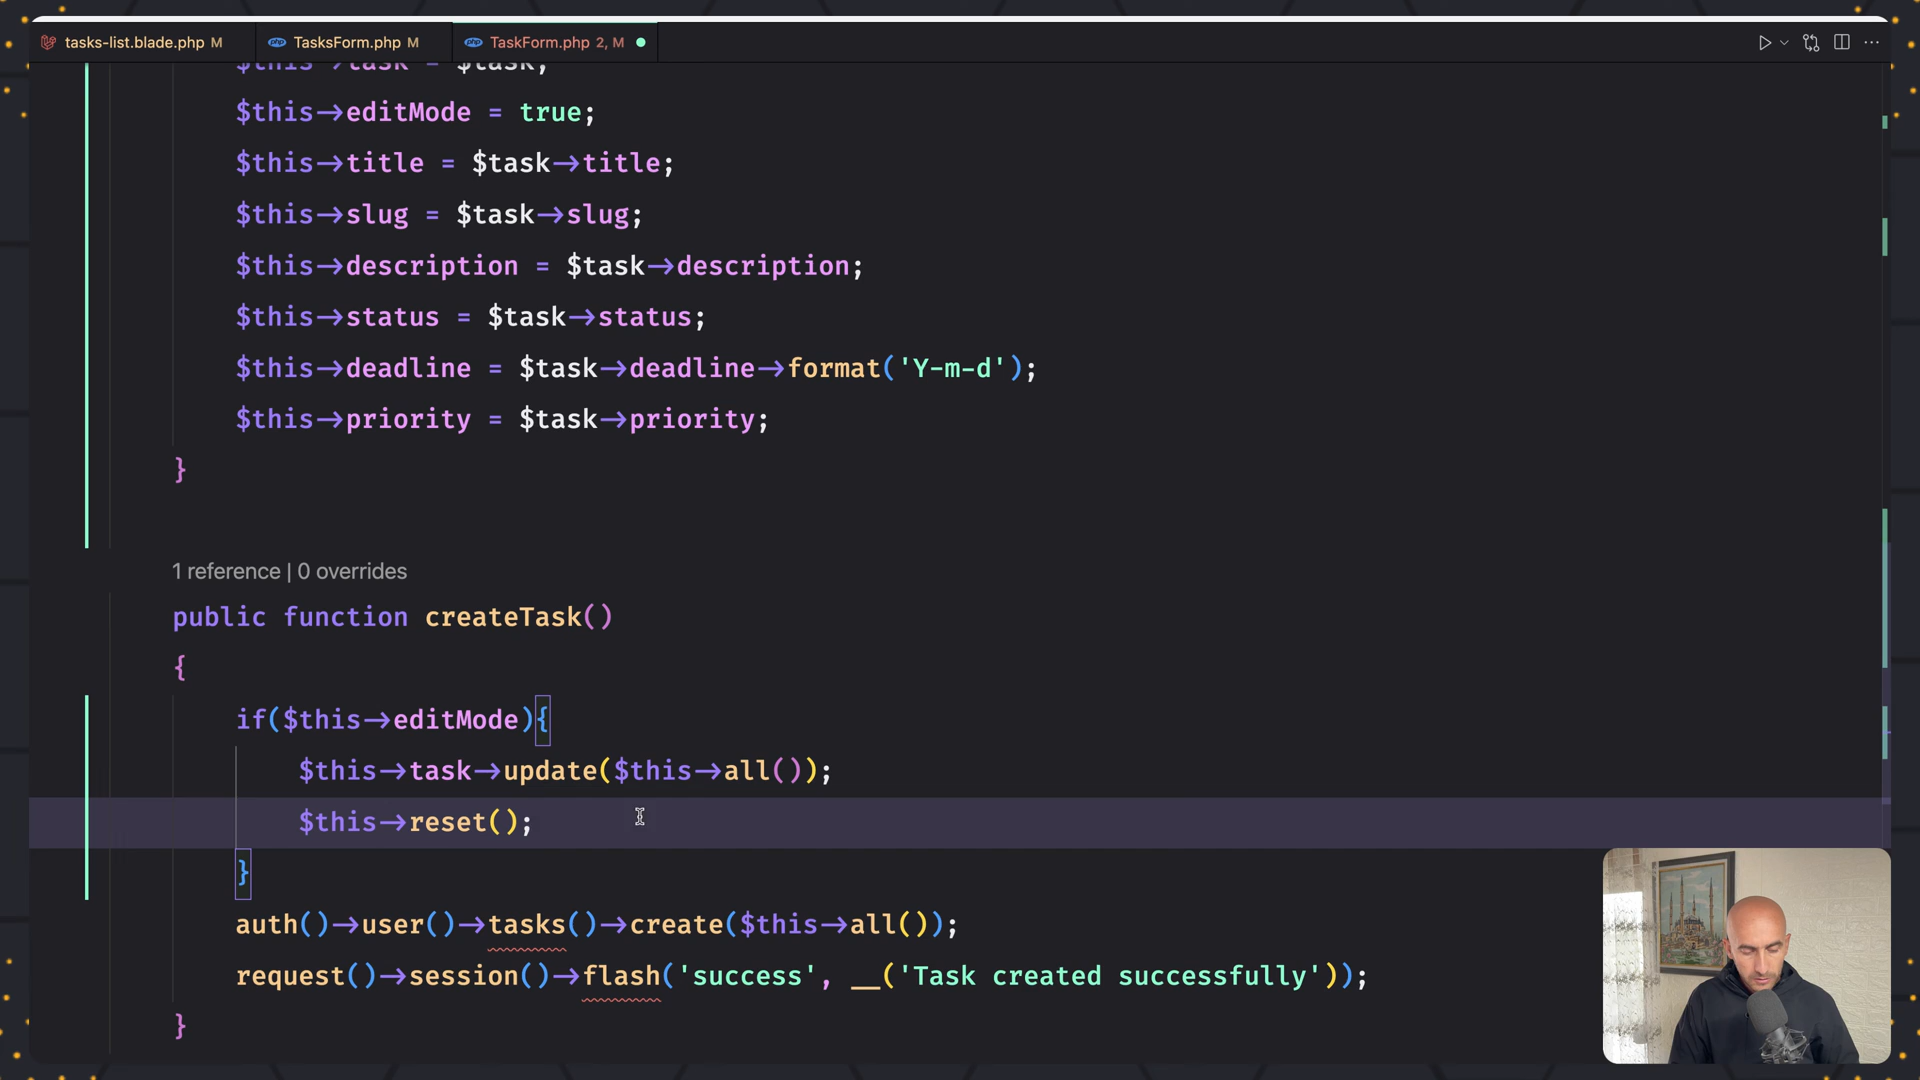 tasks-list.blade.php M
TasksForm.php M
TaskForm.php 2, M
$this->task = $task;
$this->editMode = true;
$this->title = $task->title;
$this->slug = $task->slug;
$this->description = $task->description;
$this->status = $task->status;
$this->deadline = $task->deadline->format('Y-m-d');
$this->priority = $task->priority;
}
1 reference | 0 overrides
public function createTask()
{
if($this->editMode){
$this->task->update($this->all());
$this->reset();
}
auth()->user()->tasks()->create($this->all());
request()->session()->flash('success', __('Task created successfully'));
}